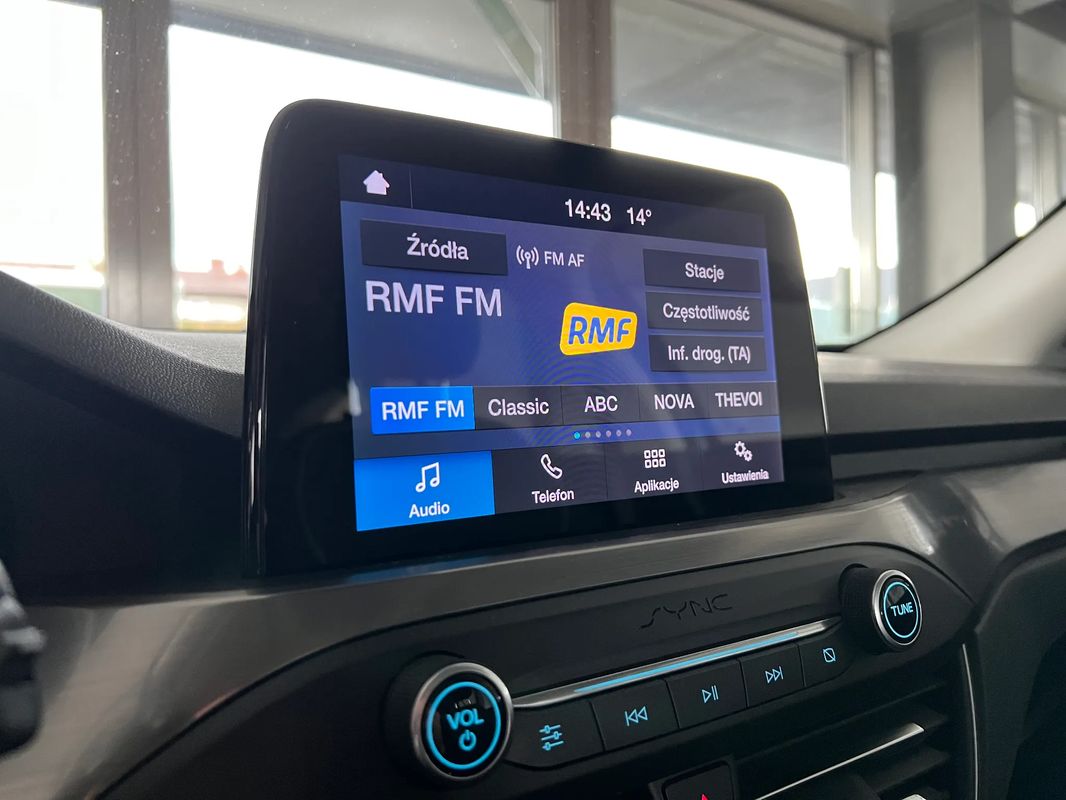 14:43 14°
Źródła
FM AF
Stacje
RMF FM
RMF
Częstotliwość
Inf. drog. (TA)
RMF FM Classic ABC NOVA THEVOI
Audio Telefon Aplikacje Ustawienia
SYNC
TUNE
VOL